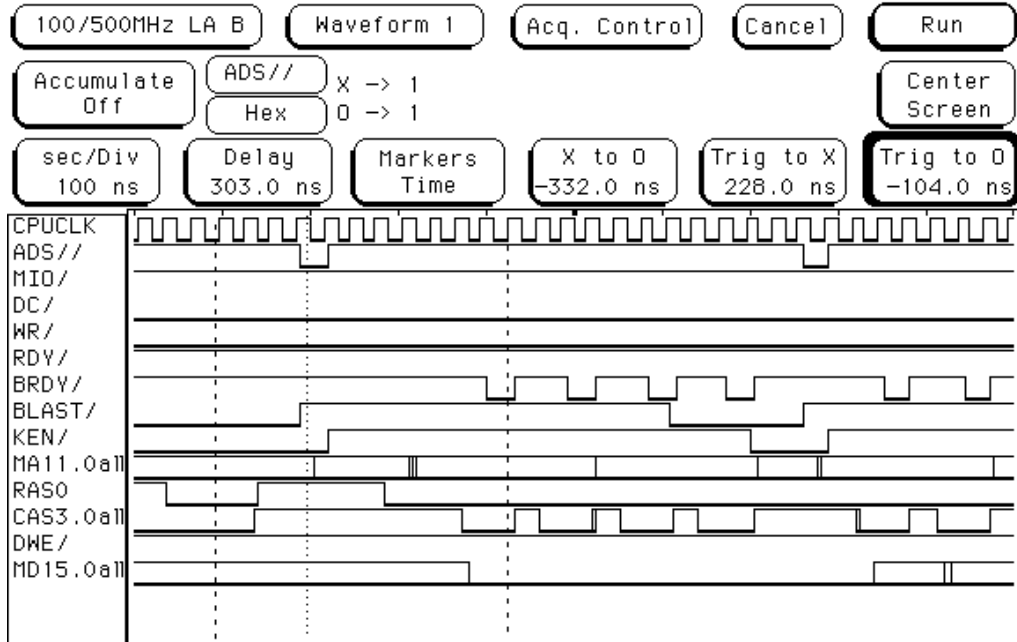 100/500MHz LA B Waveform 1 Acq. Control Cancel Run
Accumulate Off ADS// X -> 1 Center Screen
Hex O -> 1
sec/Div Delay Markers X to O Trig to X Trig to O
100 ns 303.0 ns Time -332.0 ns 228.0 ns -104.0 ns
CPUCLK
ADS//
MIO/
DC/
WR/
RDY/
BRDY/
BLAST/
KEN/
MA11.0all
RAS0
CAS3.0all
DWE/
MD15.0all